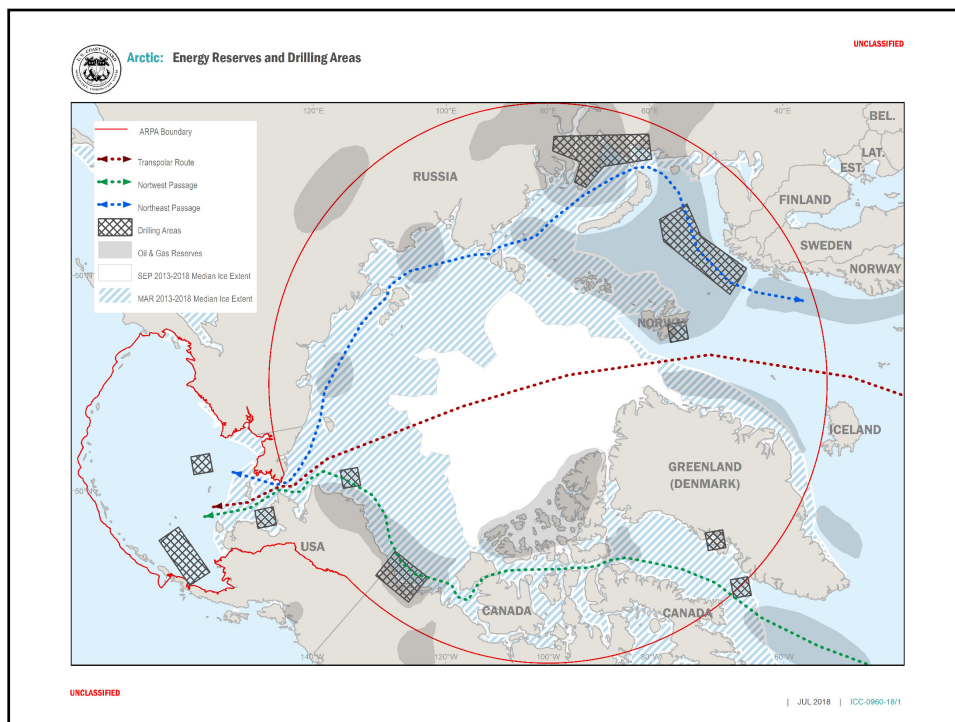 UNCLASSIFIED
Arctic: Energy Reserves and Drilling Areas
120°E
100°E
80°E
60°E
40°E
BEL.
LAT.
EST.
ARPA Boundary
Transpolar Route
Nortwest Passage
Northeast Passage
Drilling Areas
Oil & Gas Reserves
SEP 2013-2018 Median Ice Extent
MAR 2013-2018 Median Ice Extent
RUSSIA
FINLAND
SWEDEN
NORWAY
NORWAY
ICELAND
GREENLAND
(DENMARK)
USA
CANADA
CANADA
140°W
120°W
100°W
80°W
60°W
UNCLASSIFIED
| JUL 2018 | ICC-0960-18/1